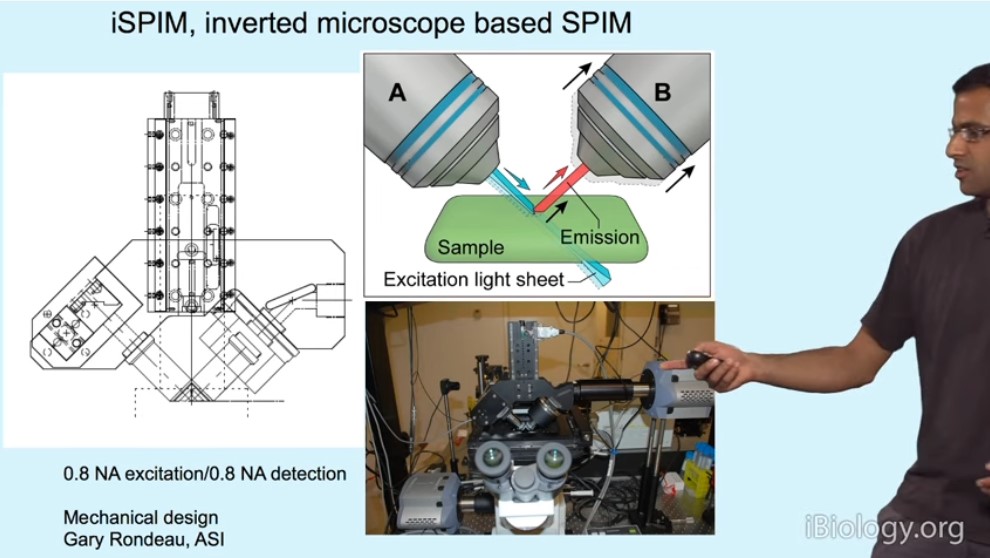 iSPIM, inverted microscope based SPIM
A
B
Emission
Sample
Excitation light sheet
0.8 NA excitation/0.8 NA detection
Mechanical design
Gary Rondeau, ASI
iBiology.org